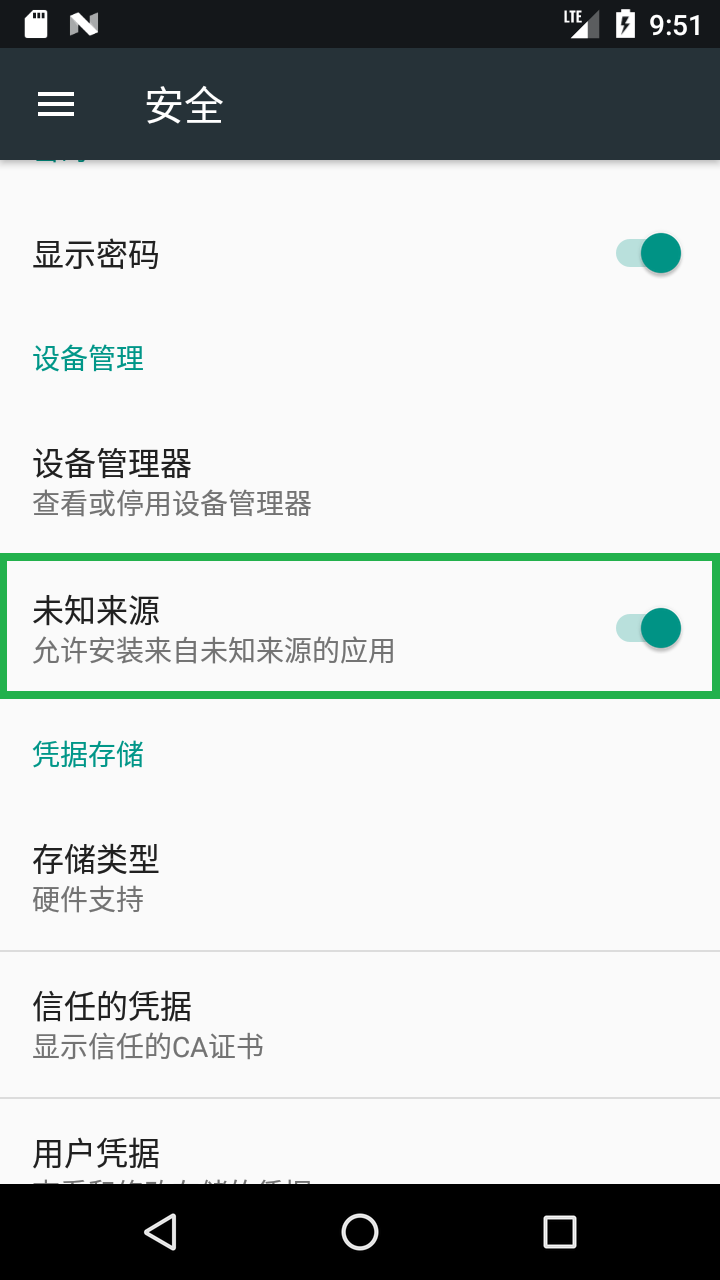 LTE 9:51
安全
显示密码
设备管理
设备管理器
查看或停用设备管理器
未知来源
允许安装来自未知来源的应用
凭据存储
存储类型
硬件支持
信任的凭据
显示信任的CA证书
用户凭据